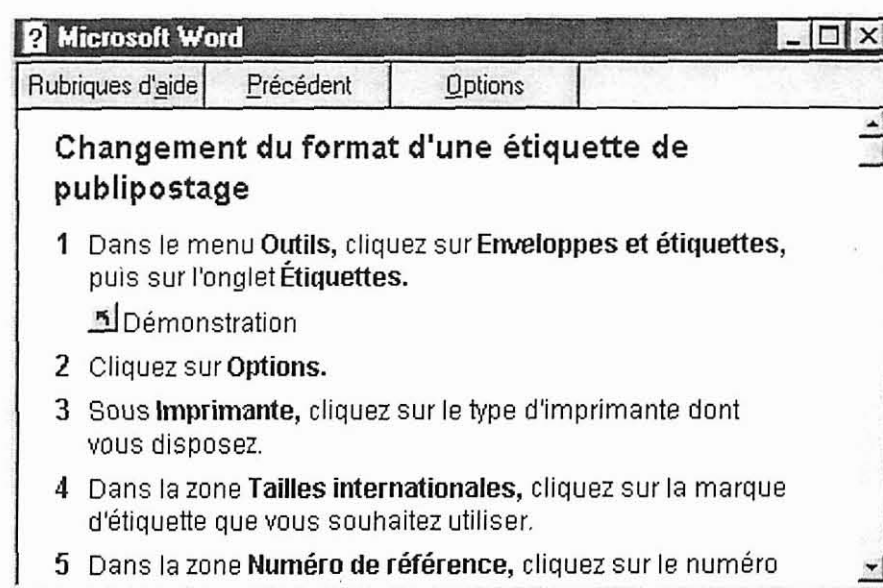 Microsoft Word
Rubriques d'aide Précédent Options
Changement du format d'une étiquette de
publipostage
1 Dans le menu Outils, cliquez sur Enveloppes et étiquettes,
puis sur l'onglet Étiquettes.
Démonstration
2 Cliquez sur Options.
3 Sous Imprimante, cliquez sur le type d'imprimante dont
vous disposez.
4 Dans la zone Tailles internationales, cliquez sur la marque
d'étiquette que vous souhaitez utiliser.
5 Dans la zone Numéro de référence, cliquez sur le numéro